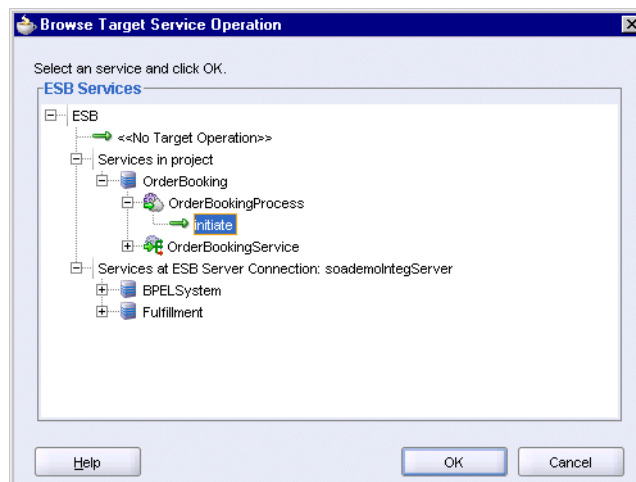 Browse Target Service Operation
Select an service and click OK.
ESB Services
ESB
<<No Target Operation>>
Services in project
OrderBooking
OrderBookingProcess
initiate
OrderBookingService
Services at ESB Server Connection: soademoIntegServer
BPELSystem
Fulfillment
Help OK Cancel